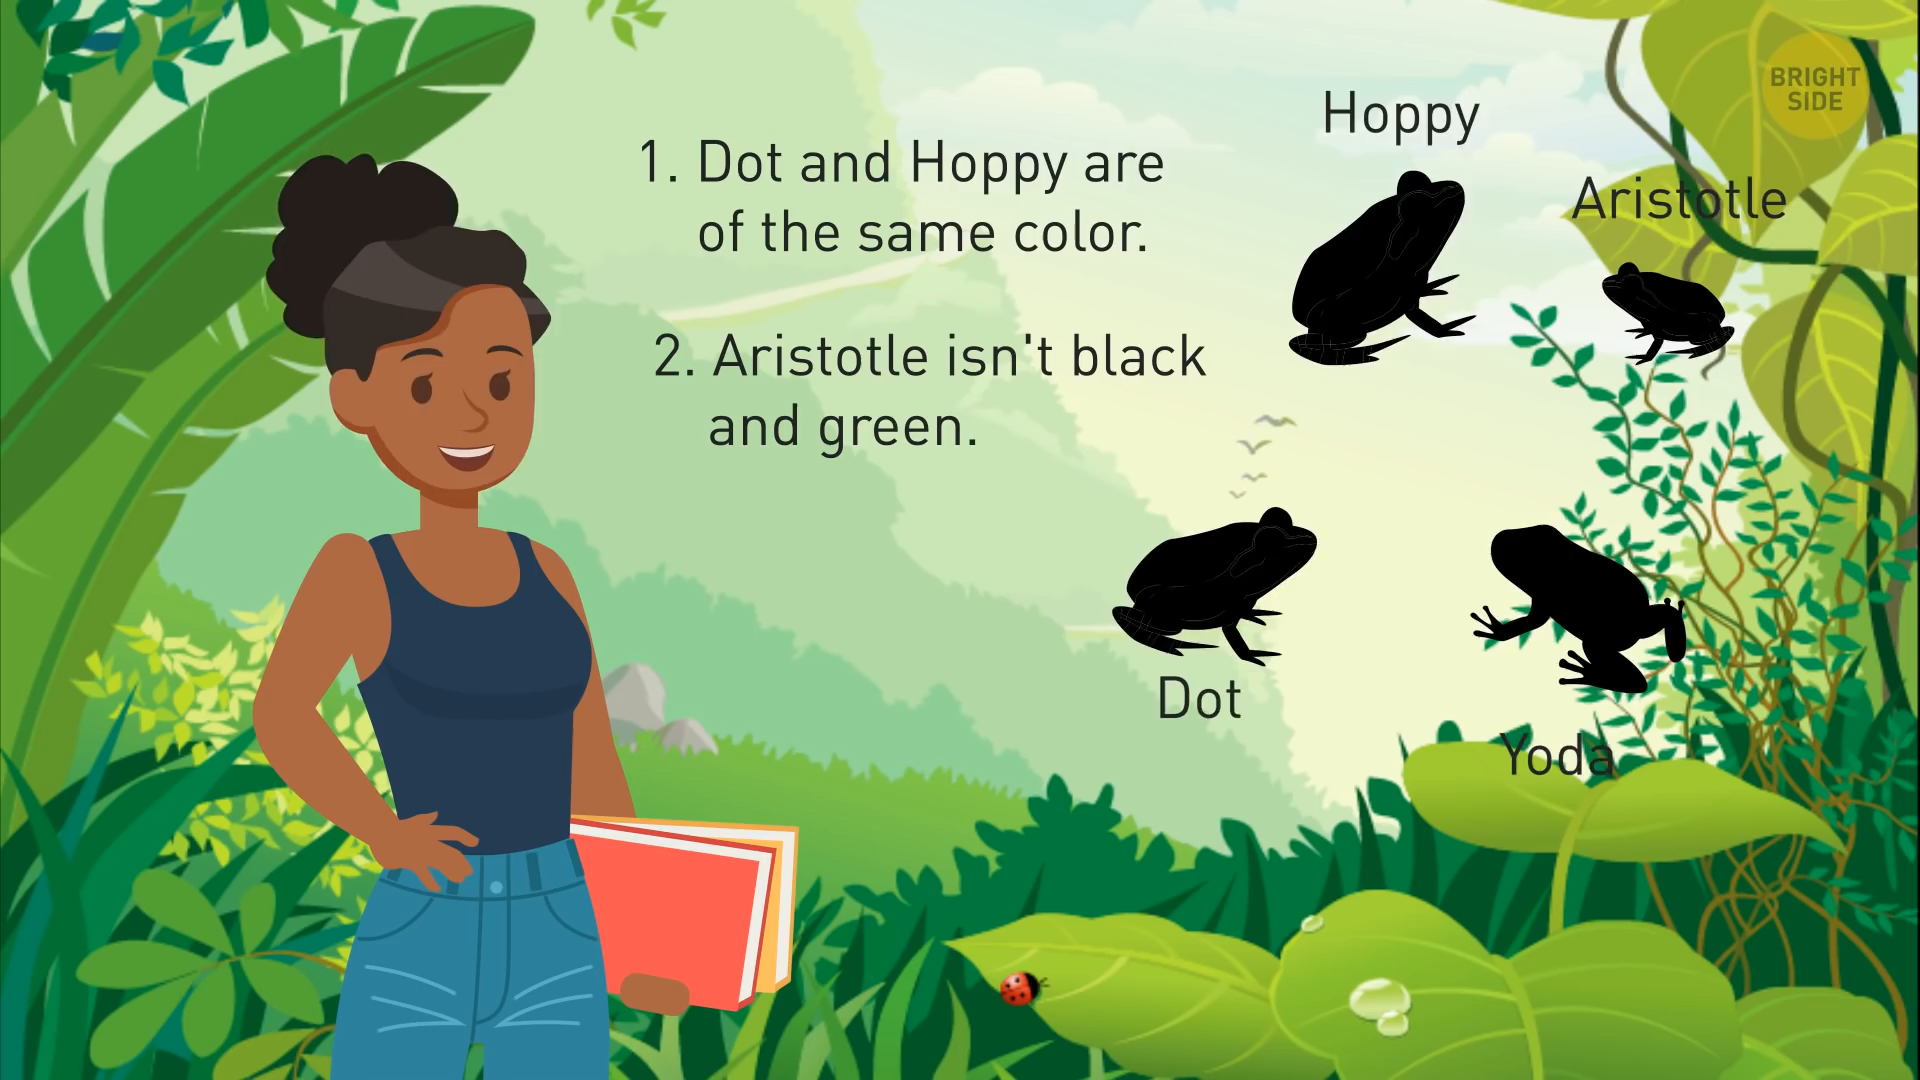 1. Dot and Hoppy are
of the same color.
2. Aristotle isn't black
and green.
Hoppy
Aristotle
Dot
Yoda
BRIGHT
SIDE